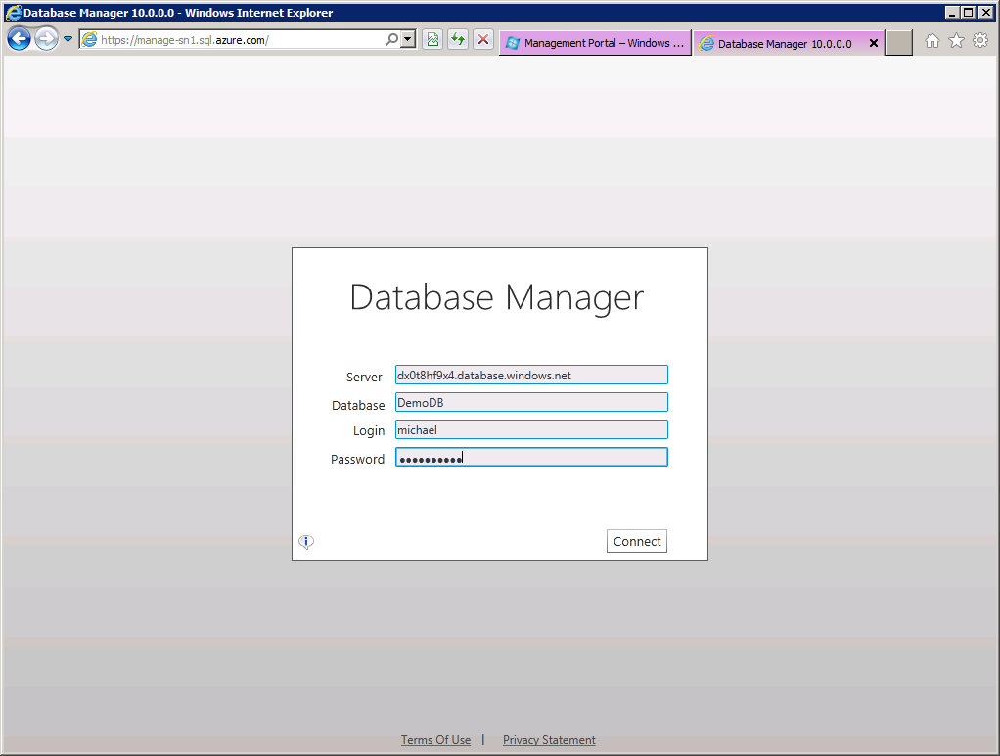 Database Manager 10.0.0.0 - Windows Internet Explorer
https://manage-sn1.sql.azure.com/
Management Portal – Windows ...
Database Manager 10.0.0.0
Database Manager
Server dx0t8hf9x4.database.windows.net
Database DemoDB
Login michael
Password ●●●●●●●●●●
Connect
Terms Of Use | Privacy Statement